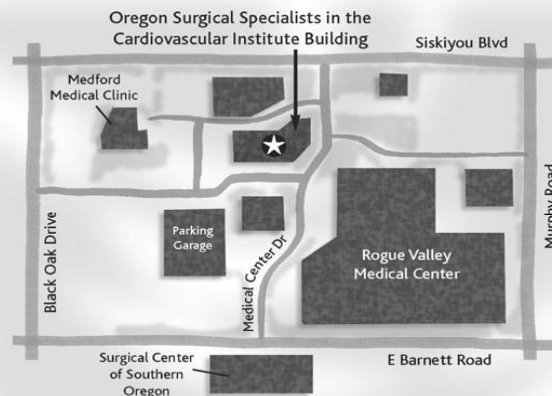 Oregon Surgical Specialists in the
Cardiovascular Institute Building
Siskiyou Blvd
Medford
Medical Clinic
Black Oak Drive
Parking
Garage
Medical Center Dr
Rogue Valley
Medical Center
Murphy Road
E Barnett Road
Surgical Center
of Southern
Oregon